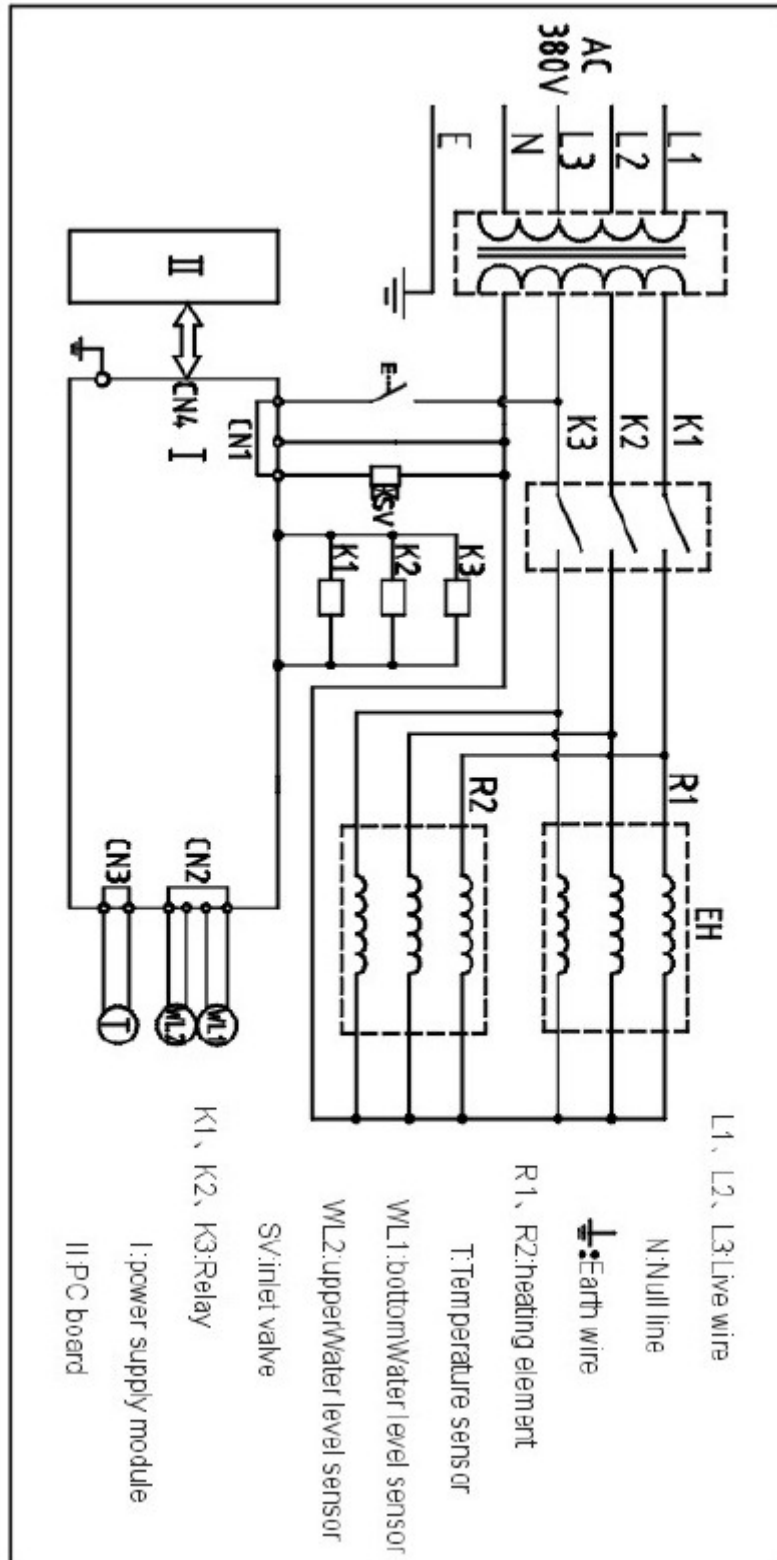 AC
380V
L1
L2
L3
N
E
K1
K2
K3
II
CN4
I
CN1
SV
K1
K2
K3
R1
R2
EH
CN3
CN2
T
WL2
WL1
L1、L2、L3:Live wire
N:Null line
:Earth wire
R1、R2:heating element
T:Temperature sensor
WL1:bottomWater level sensor
WL2:upperWater level sensor
SV:inlet valve
K1、K2、K3:Relay
I:power supply module
II:PC board